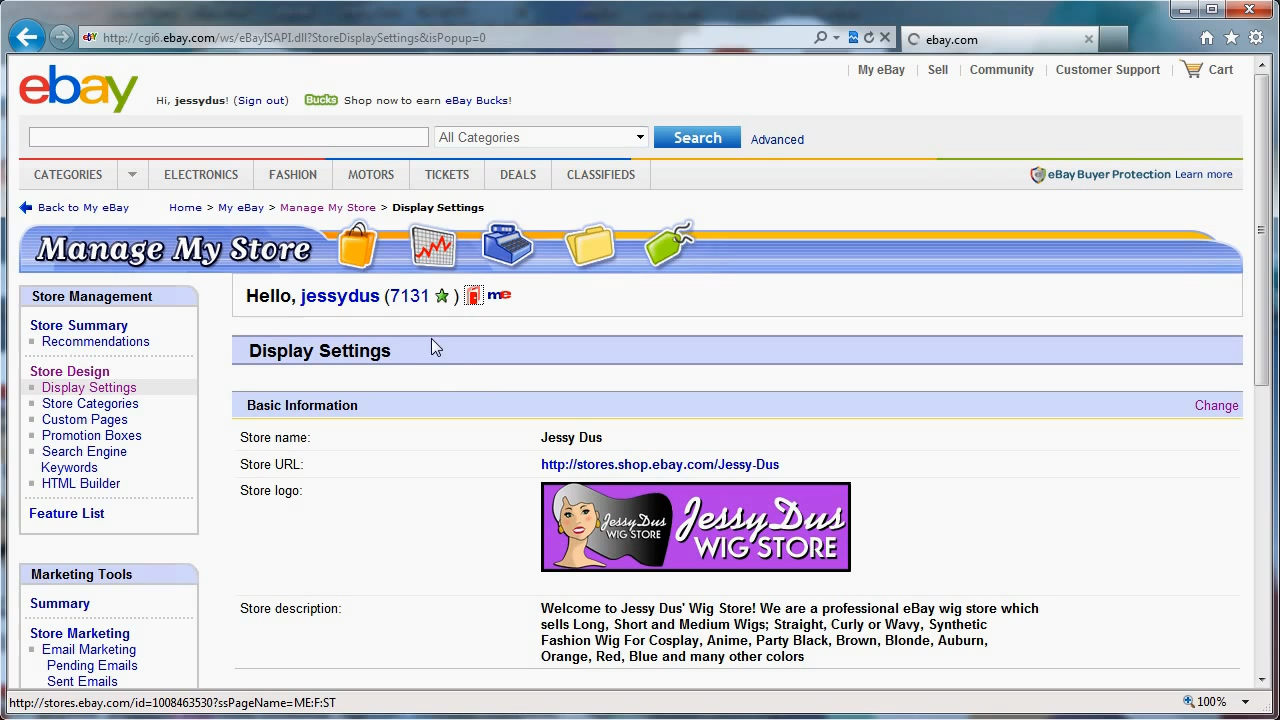 http://cgi6.ebay.com/ws/eBayISAPI.dll?StoreDisplaySettings&isPopup=0
ebay.com
ebay
Hi, jessydus! (Sign out)
Bucks
Shop now to earn eBay Bucks!
My eBay
Sell
Community
Customer Support
Cart
All Categories
Search
Advanced
CATEGORIES
ELECTRONICS
FASHION
MOTORS
TICKETS
DEALS
CLASSIFIEDS
eBay Buyer Protection Learn more
Back to My eBay
Home > My eBay > Manage My Store > Display Settings
Manage My Store
Store Management
Store Summary
Recommendations
Store Design
Display Settings
Store Categories
Custom Pages
Promotion Boxes
Search Engine
Keywords
HTML Builder
Feature List
Marketing Tools
Summary
Store Marketing
Email Marketing
Pending Emails
Sent Emails
Hello, jessydus (7131 ) me
Display Settings
Basic Information
Change
Store name:
Jessy Dus
Store URL:
http://stores.shop.ebay.com/Jessy-Dus
Store logo:
JessyDus
WIG STORE
JessyDus
WIG STORE
Store description:
Welcome to Jessy Dus' Wig Store! We are a professional eBay wig store which
sells Long, Short and Medium Wigs; Straight, Curly or Wavy, Synthetic
Fashion Wig For Cosplay, Anime, Party Black, Brown, Blonde, Auburn,
Orange, Red, Blue and many other colors
http://stores.ebay.com/id=1008463530?ssPageName=ME:F:ST
100%